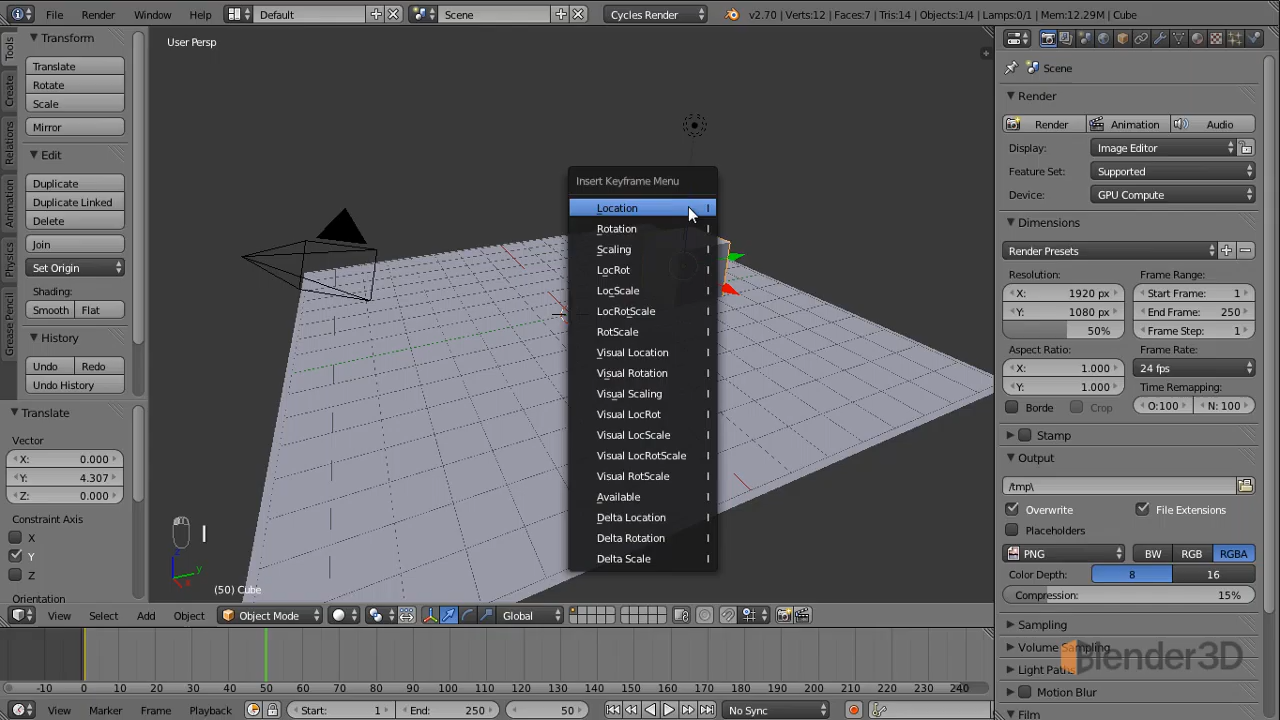 File Render Window Help Default Scene Cycles Render v2.70 | Verts:12 | Faces:7 | Tris:14 | Objects:1/4 | Lamps:0/1 | Mem:12.29M | Cube
Tools
Create
Relations
Animation
Physics
Grease Pencil
Transform
Translate
Rotate
Scale
Mirror
Edit
Duplicate
Duplicate Linked
Delete
Join
Set Origin
Shading:
Smooth Flat
History
Undo Redo
Undo History
Translate
Vector
X: 0.000
Y: 4.307
Z: 0.000
Constraint Axis
X
Y
Z
Orientation
User Persp
Insert Keyframe Menu
Location I
Rotation I
Scaling I
LocRot I
LocScale I
LocRotScale I
RotScale I
Visual Location I
Visual Rotation I
Visual Scaling I
Visual LocRot I
Visual LocScale I
Visual LocRotScale I
Visual RotScale I
Available I
Delta Location I
Delta Rotation I
Delta Scale I
I
z
y
x
(50) Cube
View Select Add Object Object Mode Global
-10 0 10 20 30 40 50 60 70 80 90 100 110 120 130 140 150 160 170 180 190 200 210 220 230 240
View Marker Frame Playback Start: 1 End: 250 50 No Sync
Scene
Render
Render Animation Audio
Display: Image Editor
Feature Set: Supported
Device: GPU Compute
Dimensions
Render Presets
Resolution: Frame Range:
X: 1920 px Start Frame: 1
Y: 1080 px End Frame: 250
50% Frame Step: 1
Aspect Ratio: Frame Rate:
X: 1.000 24 fps
Y: 1.000 Time Remapping:
Borde Crop O:100 N: 100
Stamp
Output
/tmp\
Overwrite File Extensions
Placeholders
PNG BW RGB RGBA
Color Depth: 8 16
Compression: 15%
Sampling
Volume Sampling
Light Paths
Motion Blur
Film
Blender3D